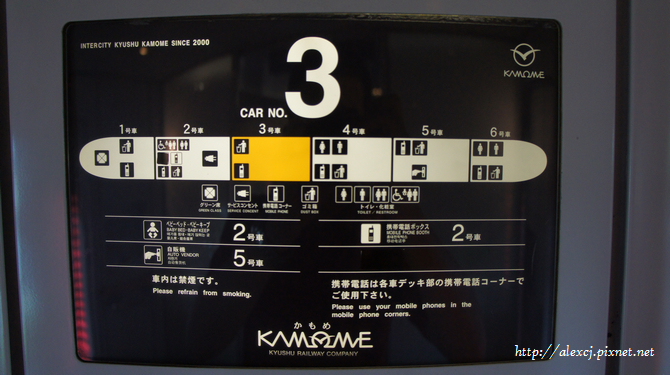 INTERCITY KYUSHU KAMOME SINCE 2000
CAR NO. 3
KAMOME
1号車 2号車 3号車 4号車 5号車 6号車
グリーン席 サービスコンセント 携帯電話コーナー ゴミ箱 トイレ・化粧室
GREEN CLASS SERVICE CONCENT MOBILE PHONE DUST BOX TOILET / RESTROOM
ベビーベッド・ベビーキープ
BABY BED・BABY KEEP
2号車
携帯電話ボックス
MOBILE PHONE BOOTH
2号車
自販機
AUTO VENDOR
5号車
車内は禁煙です。
Please refrain from smoking.
携帯電話は各車デッキ部の携帯電話コーナーで
ご使用下さい。
Please use your mobile phones in the
mobile phone corners.
かもめ
KAMOME
KYUSHU RAILWAY COMPANY
http://alexcj.pixnet.net